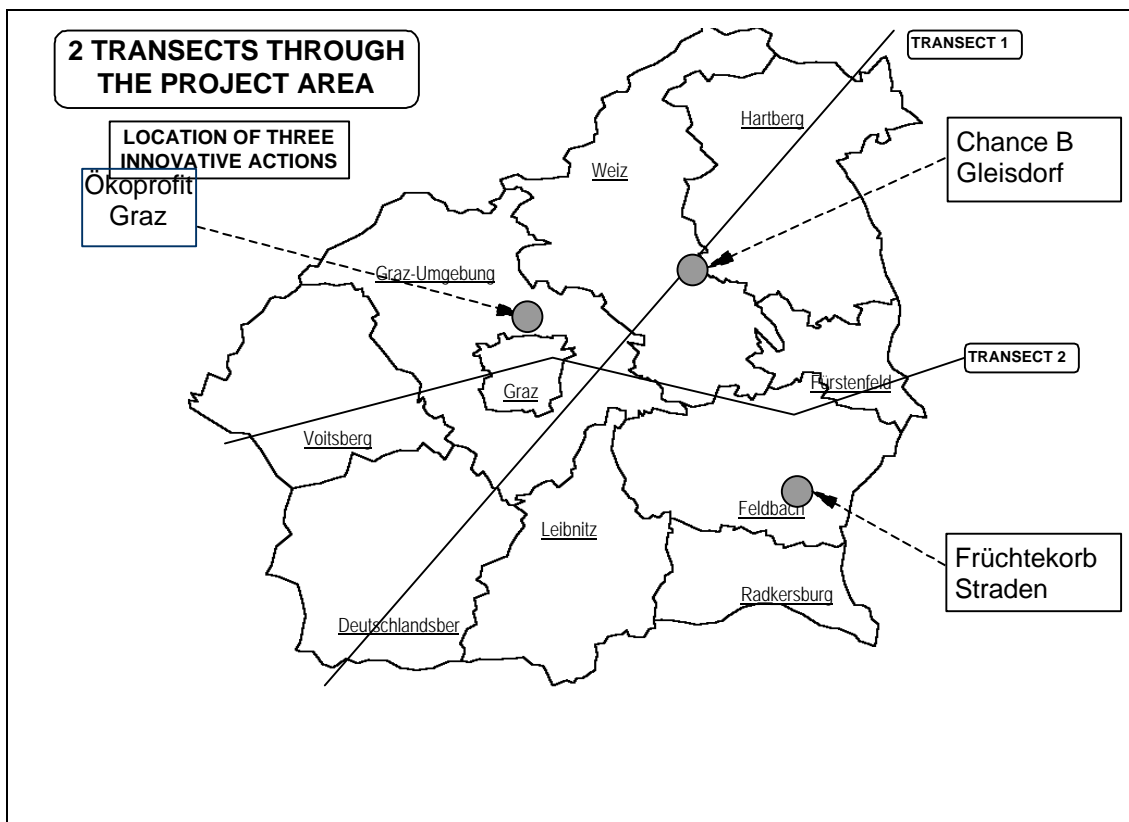 2 TRANSECTS THROUGH
THE PROJECT AREA
TRANSECT 1
LOCATION OF THREE
INNOVATIVE ACTIONS
Hartberg
Chance B
Gleisdorf
Weiz
Ökoprofit
Graz
Graz-Umgebung
TRANSECT 2
Fürstenfeld
Graz
Voitsberg
Feldbach
Leibnitz
Früchtekorb
Straden
Radkersburg
Deutschlandsber